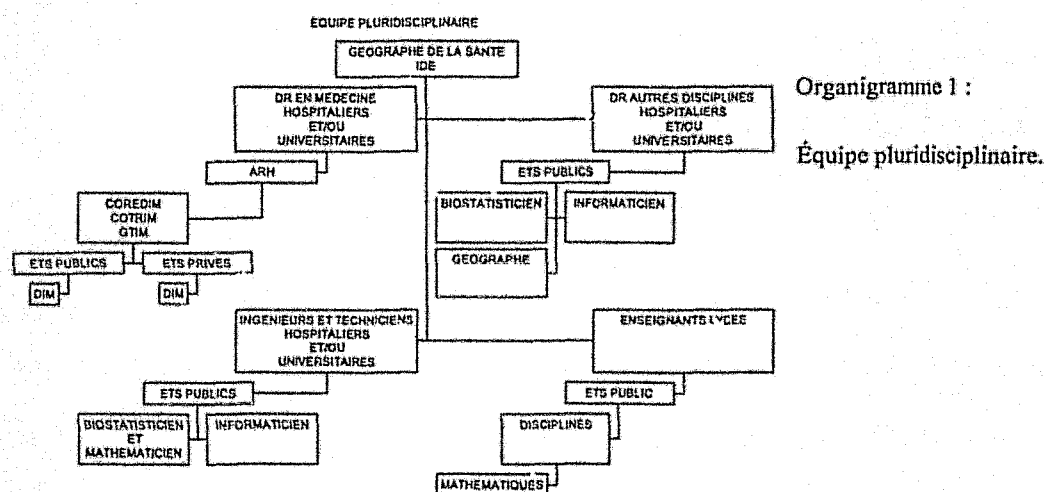 ÉQUIPE PLURIDISCIPLINAIRE
GEOGRAPHE DE LA SANTE
IDE
DR EN MEDECINE
HOSPITALIERS
ET/OU
UNIVERSITAIRES
DR AUTRES DISCIPLINES
HOSPITALIERS
ET/OU
UNIVERSITAIRES
Organigramme 1 :
Équipe pluridisciplinaire.
ARH
ETS PUBLICS
COREDIM
COTRIM
GTIM
BIOSTATISTICIEN
INFORMATICIEN
GEOGRAPHE
ETS PUBLICS
ETS PRIVES
DIM
DIM
INGENIEURS ET TECHNICIENS
HOSPITALIERS
ET/OU
UNIVERSITAIRES
ENSEIGNANTS LYCEE
ETS PUBLICS
ETS PUBLIC
BIOSTATISTICIEN
ET
MATHEMATICIEN
INFORMATICIEN
DISCIPLINES
MATHEMATIQUES